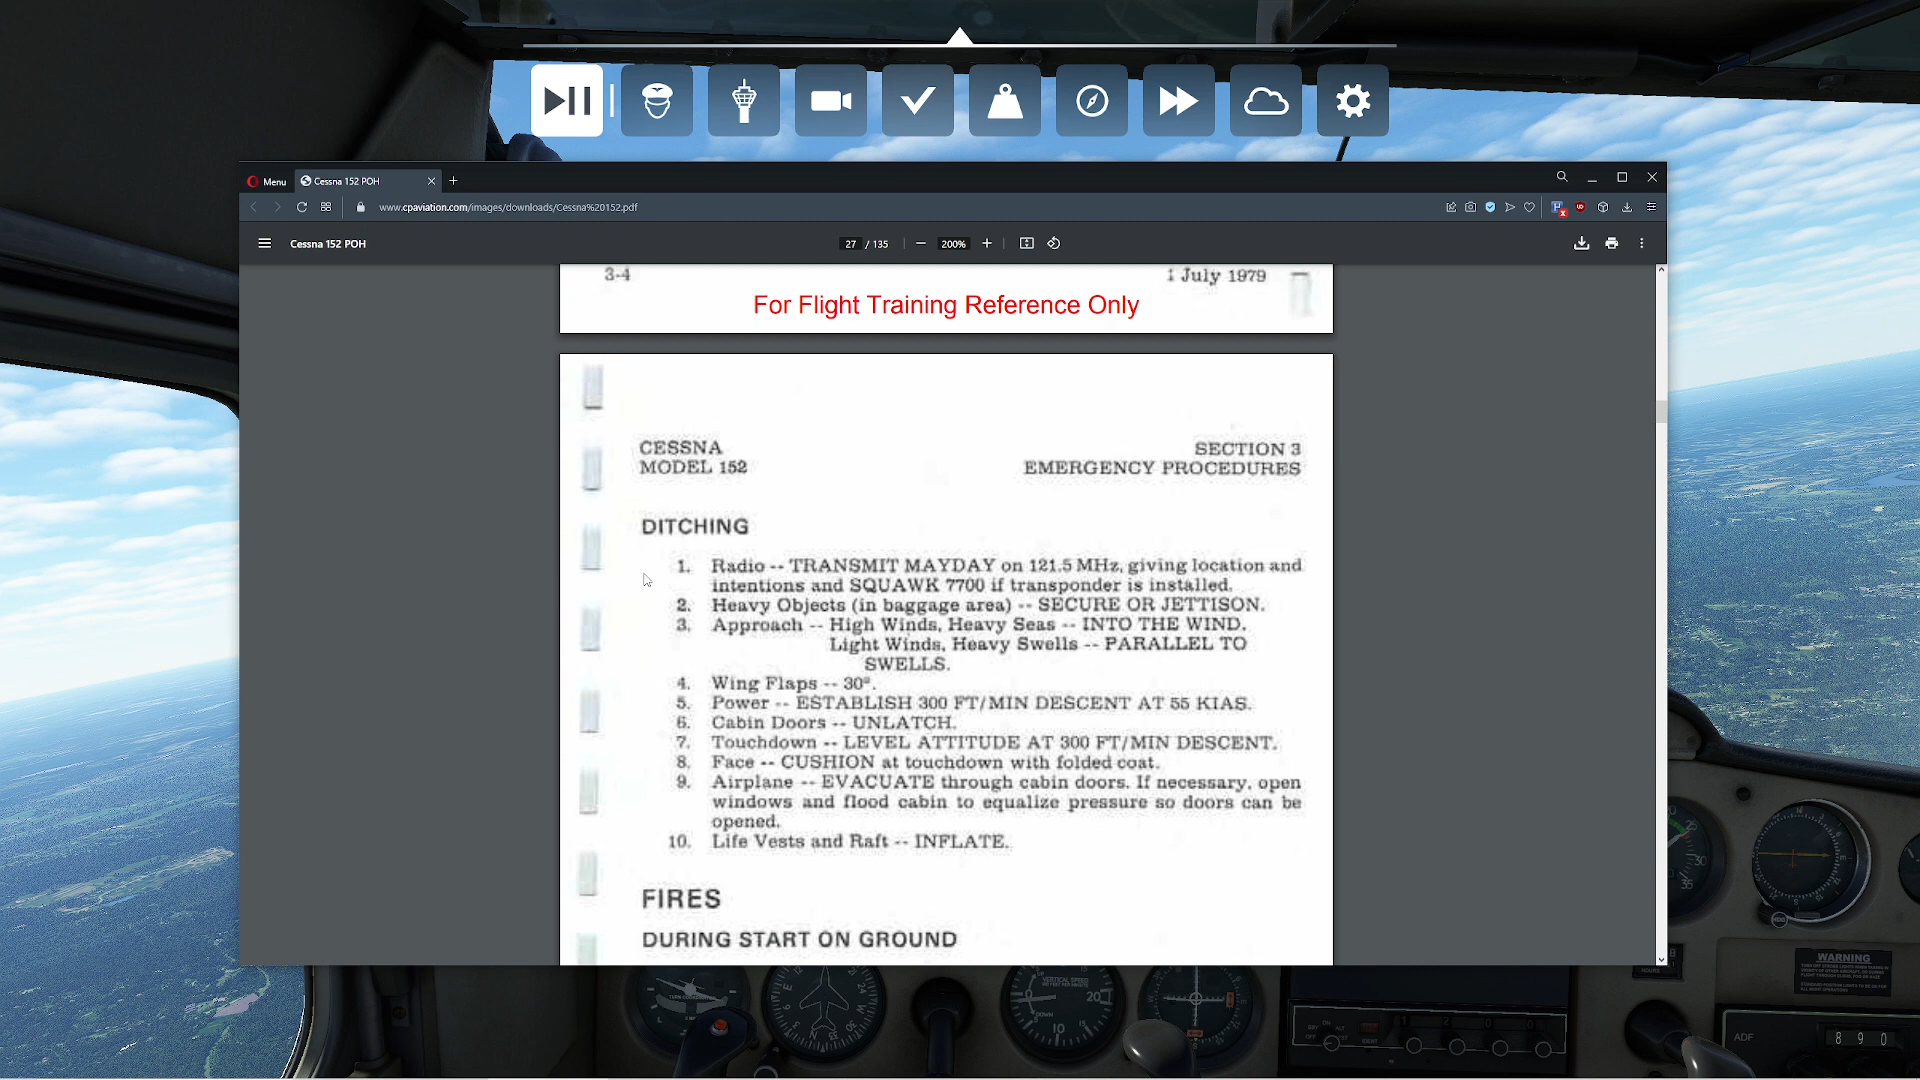 Menu
Cessna 152 POH
www.cpaviation.com/images/downloads/Cessna%20152.pdf
Cessna 152 POH
27 / 135
200%
3-4
1 July 1979
For Flight Training Reference Only
CESSNA
MODEL 152
SECTION 3
EMERGENCY PROCEDURES
DITCHING
1. Radio -- TRANSMIT MAYDAY on 121.5 MHz, giving location and
intentions and SQUAWK 7700 if transponder is installed.
2. Heavy Objects (in baggage area) -- SECURE OR JETTISON.
3. Approach -- High Winds, Heavy Seas -- INTO THE WIND.
Light Winds, Heavy Swells -- PARALLEL TO
SWELLS.
4. Wing Flaps -- 30°.
5. Power -- ESTABLISH 300 FT/MIN DESCENT AT 55 KIAS.
6. Cabin Doors -- UNLATCH.
7. Touchdown -- LEVEL ATTITUDE AT 300 FT/MIN DESCENT.
8. Face -- CUSHION at touchdown with folded coat.
9. Airplane -- EVACUATE through cabin doors. If necessary, open
windows and flood cabin to equalize pressure so doors can be
opened.
10. Life Vests and Raft -- INFLATE.
FIRES
DURING START ON GROUND
WARNING
VERTICAL SPEED
ADF
8 9 0